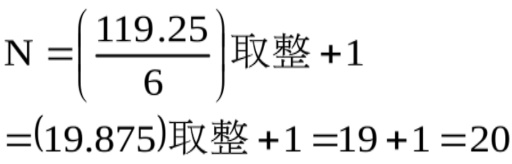 N =(119.25/6)取整 +1
=(19.875)取整 +1 =19 +1 =20